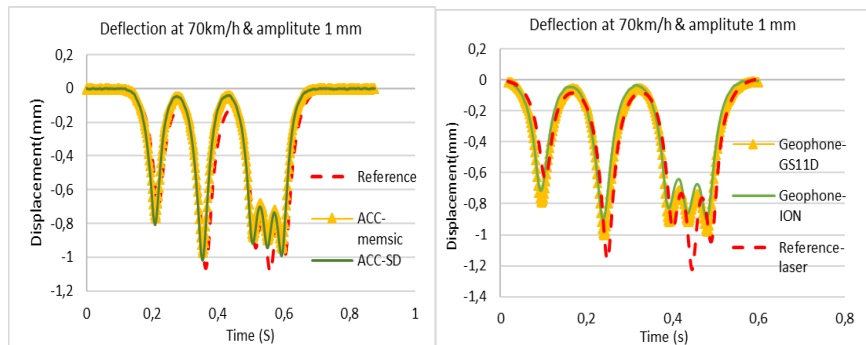 Deflection at 70km/h & amplitute 1 mm
0,2
0
-0,2
-0,4
-0,6
-0,8
-1
-1,2
Displacement(mm)
0
0,2
0,4
0,6
0,8
1
Time (S)
Reference
ACC-
memsic
ACC-SD
Deflection at 70km/h & amplitute 1 mm
0,2
0
-0,2
-0,4
-0,6
-0,8
-1
-1,2
-1,4
Displacement(mm)
0
0,2
0,4
0,6
0,8
Time (s)
Geophone-
GS11D
Geophone-
ION
Reference-
laser